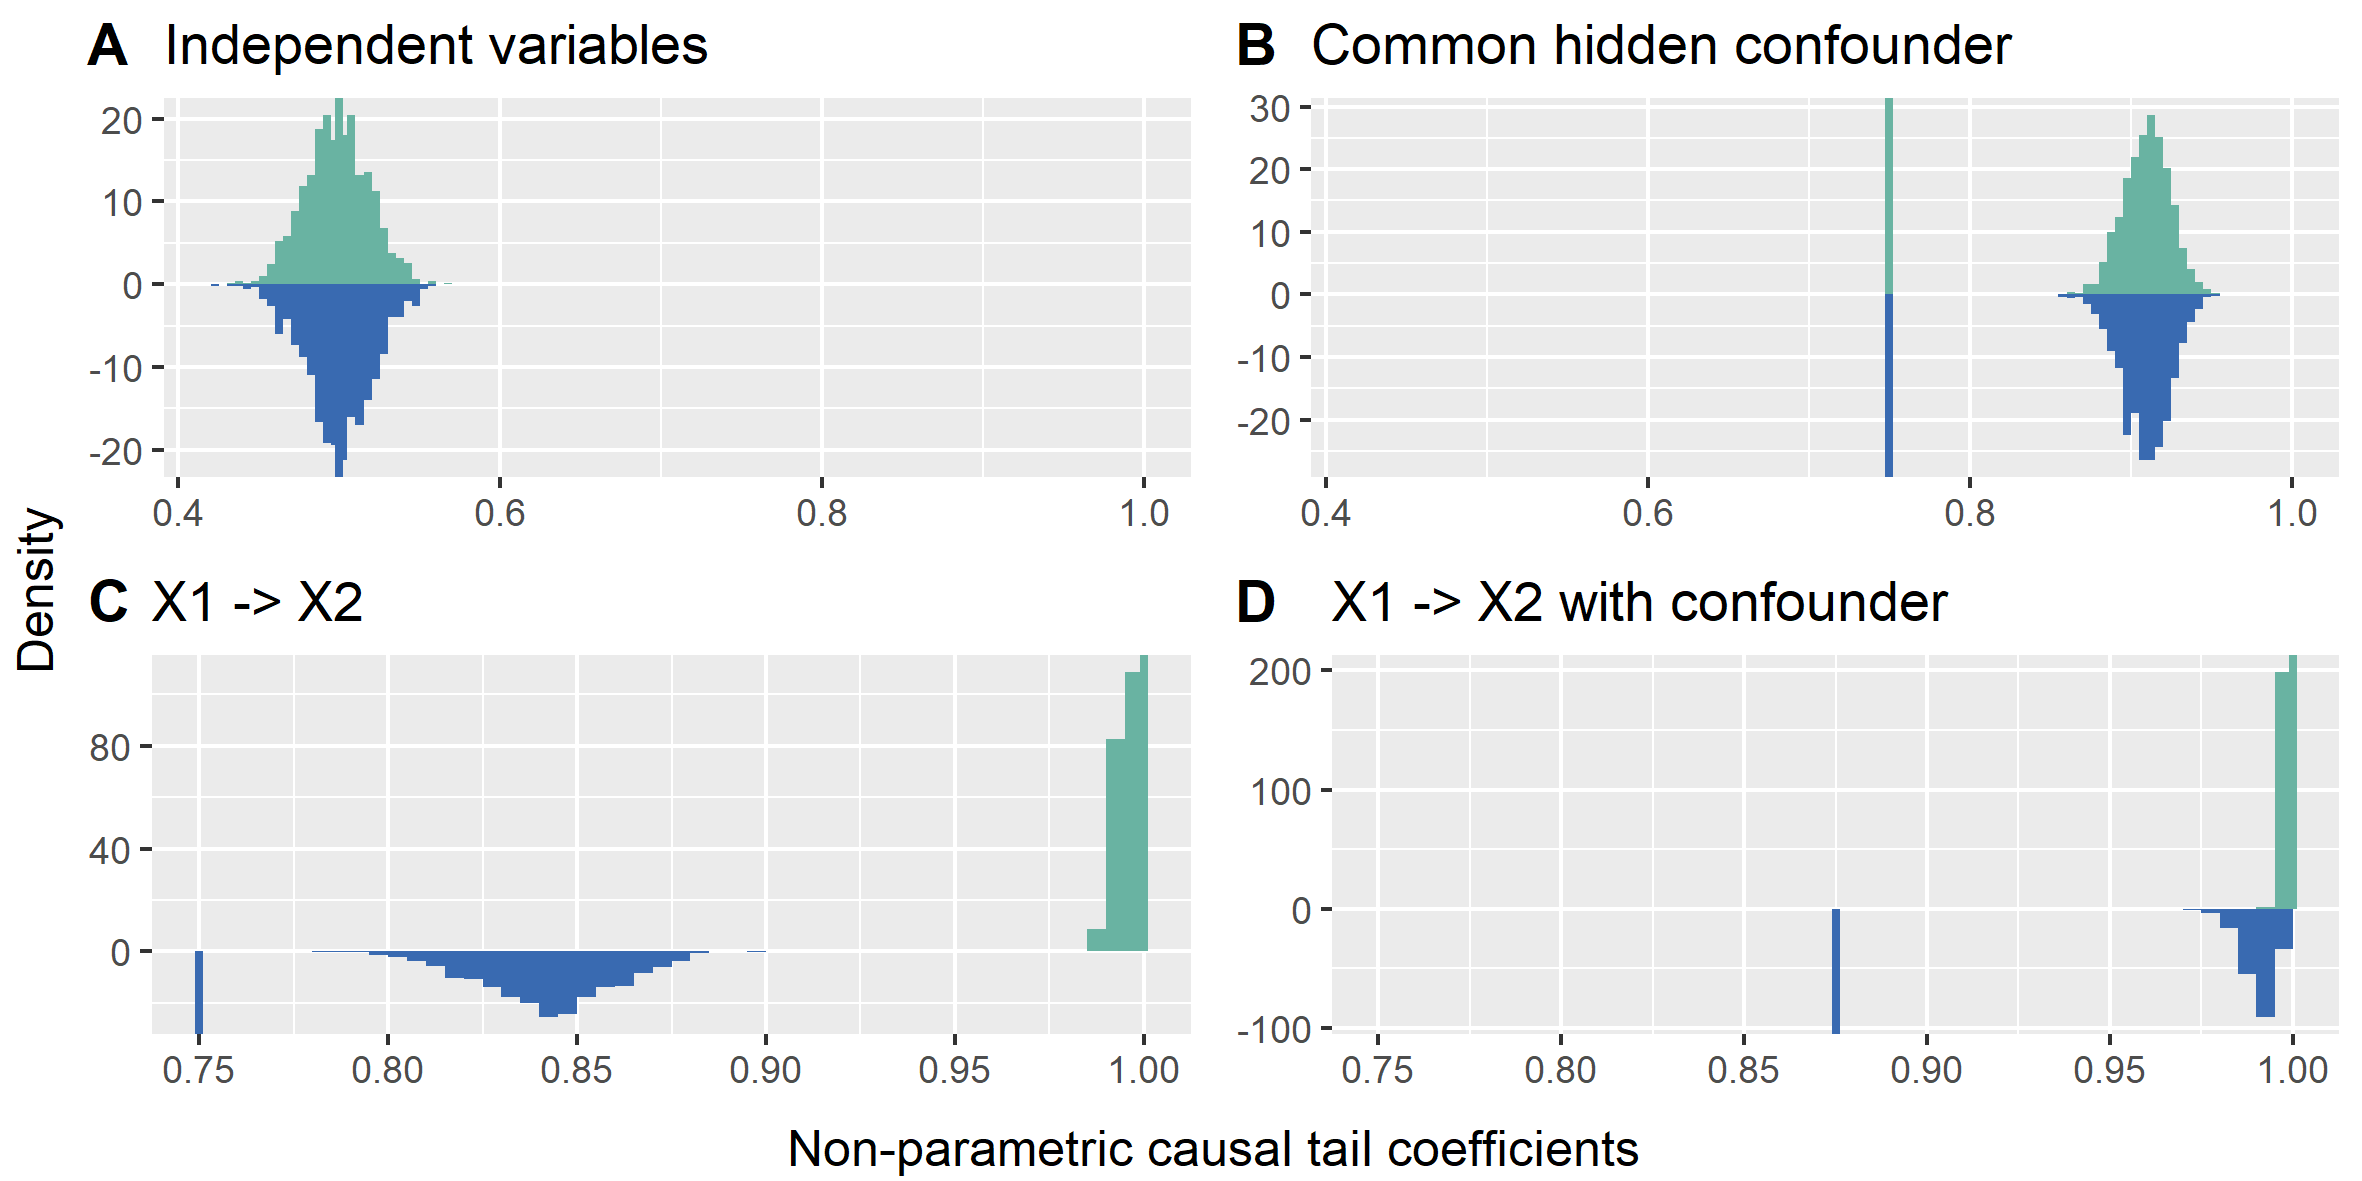 A Independent variables
20
10
0
-10
-20
0.4 0.6 0.8 1.0
B Common hidden confounder
30
20
10
0
-10
-20
0.4 0.6 0.8 1.0
Density
C X1 -> X2
80
40
0
0.75 0.80 0.85 0.90 0.95 1.00
D X1 -> X2 with confounder
200
100
0
-100
0.75 0.80 0.85 0.90 0.95 1.00
Non-parametric causal tail coefficients